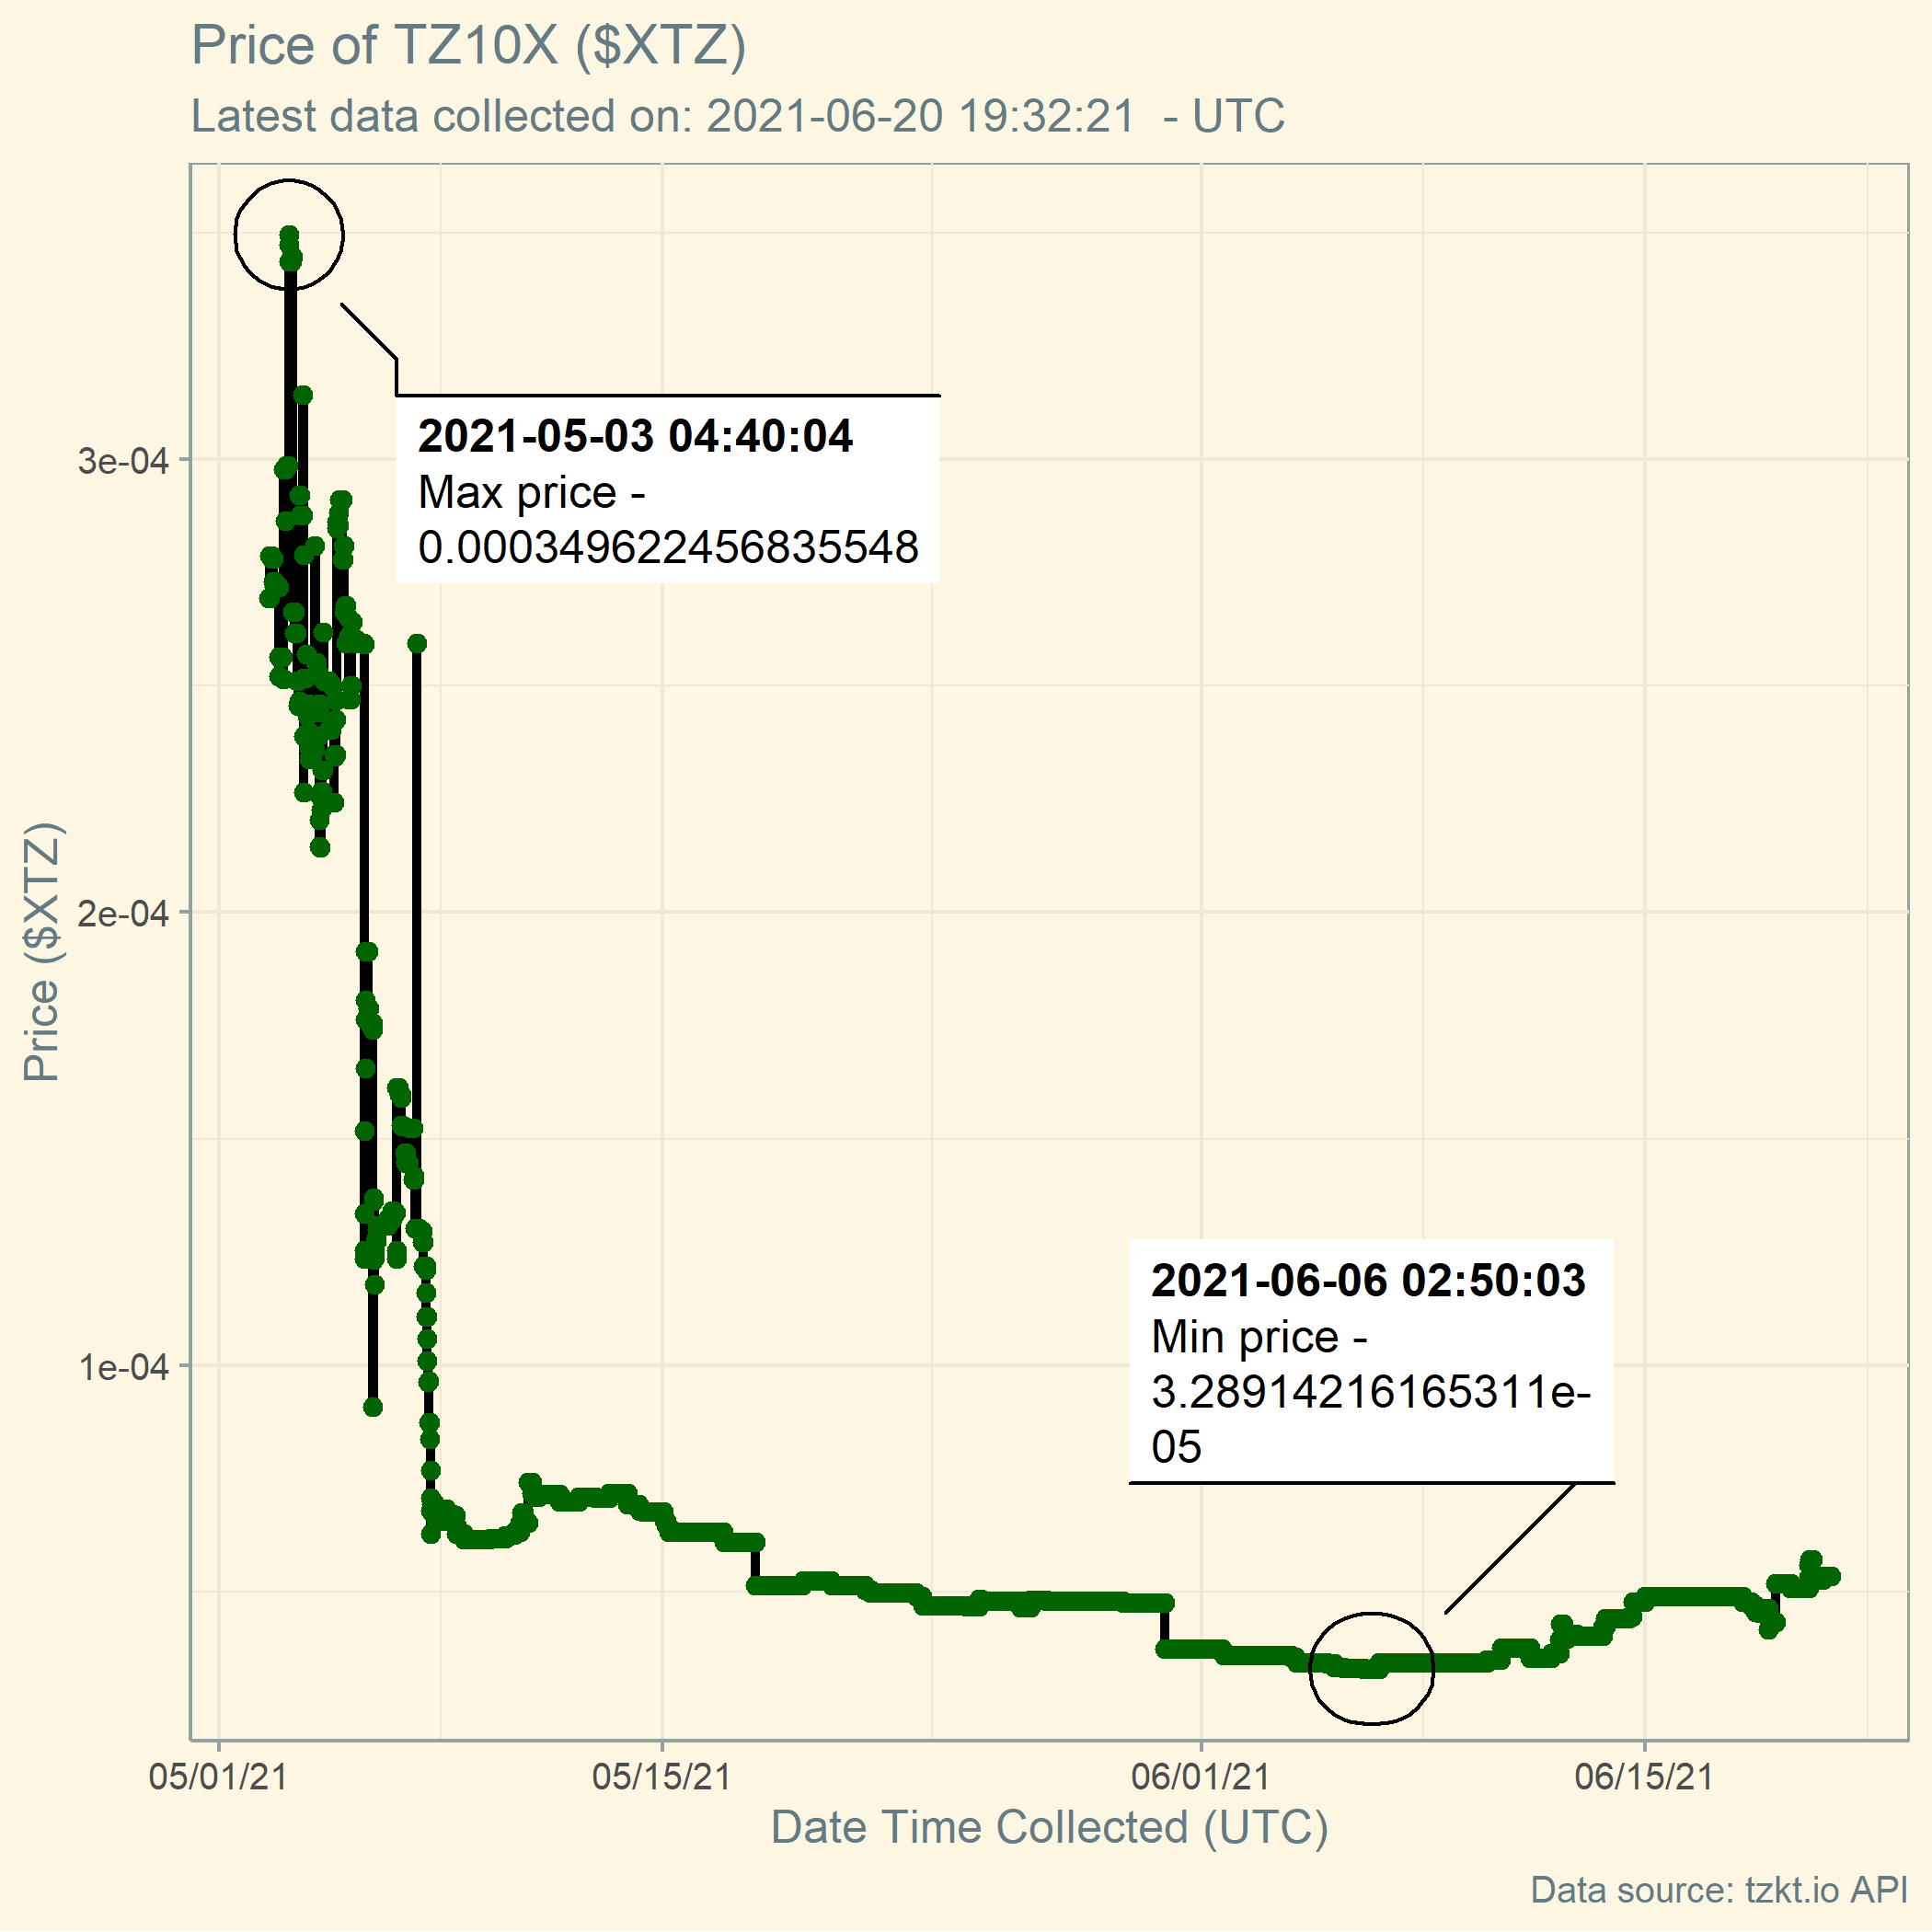 Price of TZ10X ($XTZ)
Latest data collected on: 2021-06-20 19:32:21  - UTC
2021-05-03 04:40:04
Max price -
0.000349622456835548
3e-04
2e-04
1e-04
Price ($XTZ)
2021-06-06 02:50:03
Min price -
3.28914216165311e-
05
05/01/21
05/15/21
06/01/21
06/15/21
Date Time Collected (UTC)
Data source: tzkt.io API